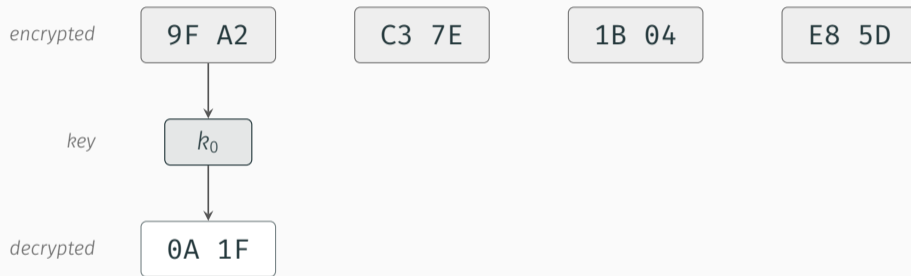 encrypted 9F A2 C3 7E 1B 04 E8 5D
key k₀
decrypted 0A 1F